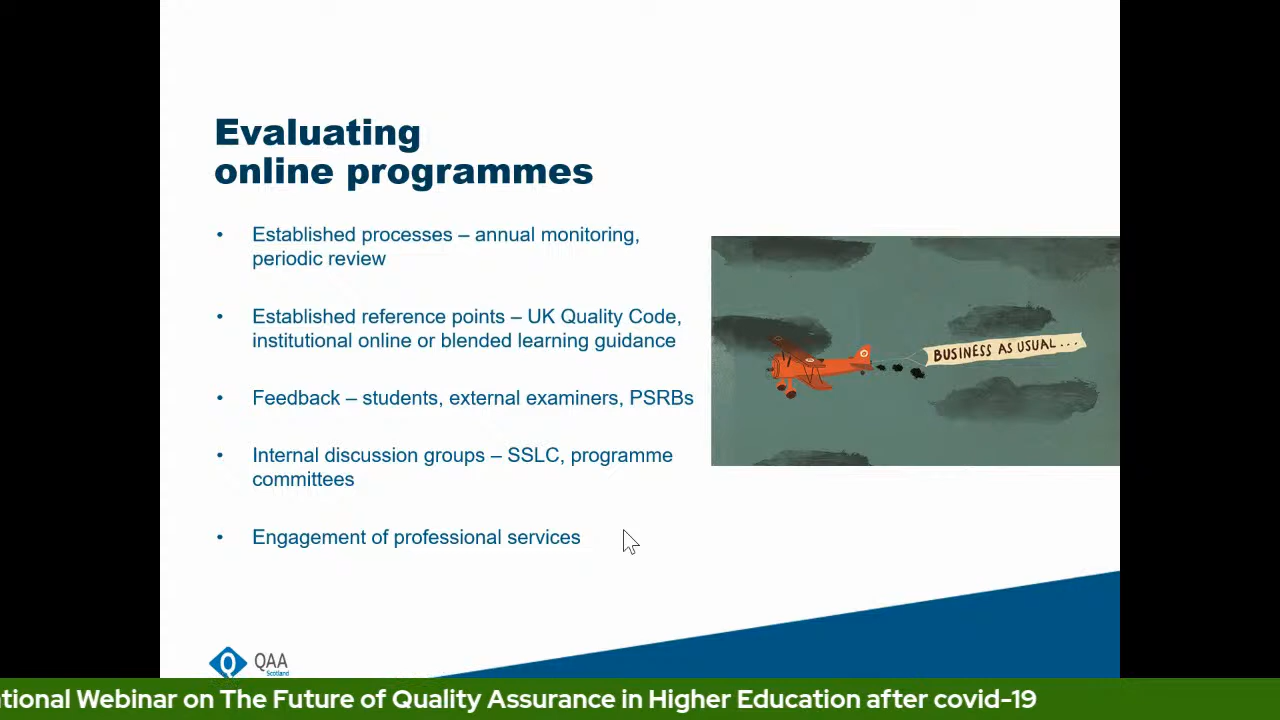 Evaluating
online programmes
• Established processes – annual monitoring,
periodic review
• Established reference points – UK Quality Code,
institutional online or blended learning guidance
• Feedback – students, external examiners, PSRBs
• Internal discussion groups – SSLC, programme
committees
• Engagement of professional services
BUSINESS AS USUAL...
QAA
Scotland
tional Webinar on The Future of Quality Assurance in Higher Education after covid-19